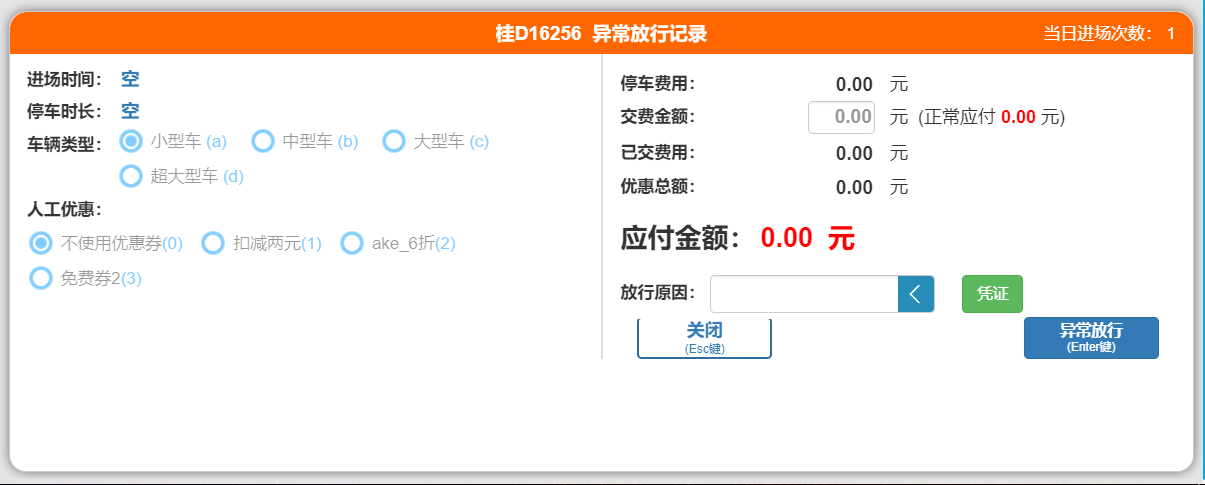 桂D16256 异常放行记录
当日进场次数： 1
进场时间： 空
停车时长： 空
车辆类型： 小型车 (a) 中型车 (b) 大型车 (c)
超大型车 (d)
人工优惠：
不使用优惠券(0) 扣减两元(1) ake_6折(2)
免费券2(3)
停车费用： 0.00 元
交费金额： 0.00 元 (正常应付 0.00 元)
已交费用： 0.00 元
优惠总额： 0.00 元
应付金额： 0.00 元
放行原因： 凭证
关闭 异常放行
(Esc键) (Enter键)